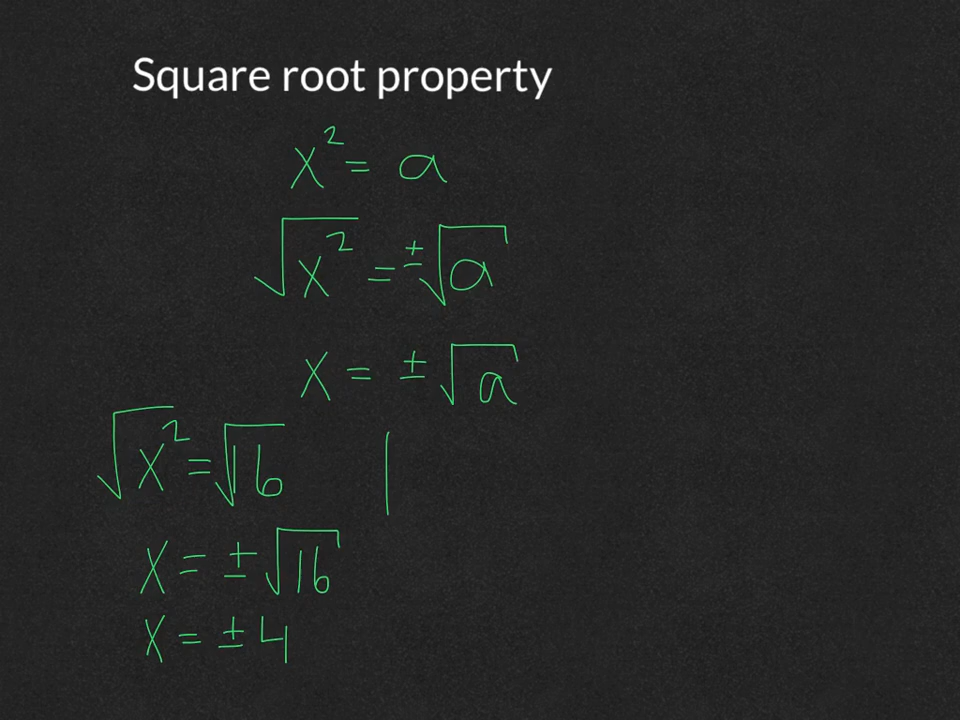 Square root property
x² = a
√x² = ±√a
x = ±√a
√x² = √16
x = ±√16
x = ±4